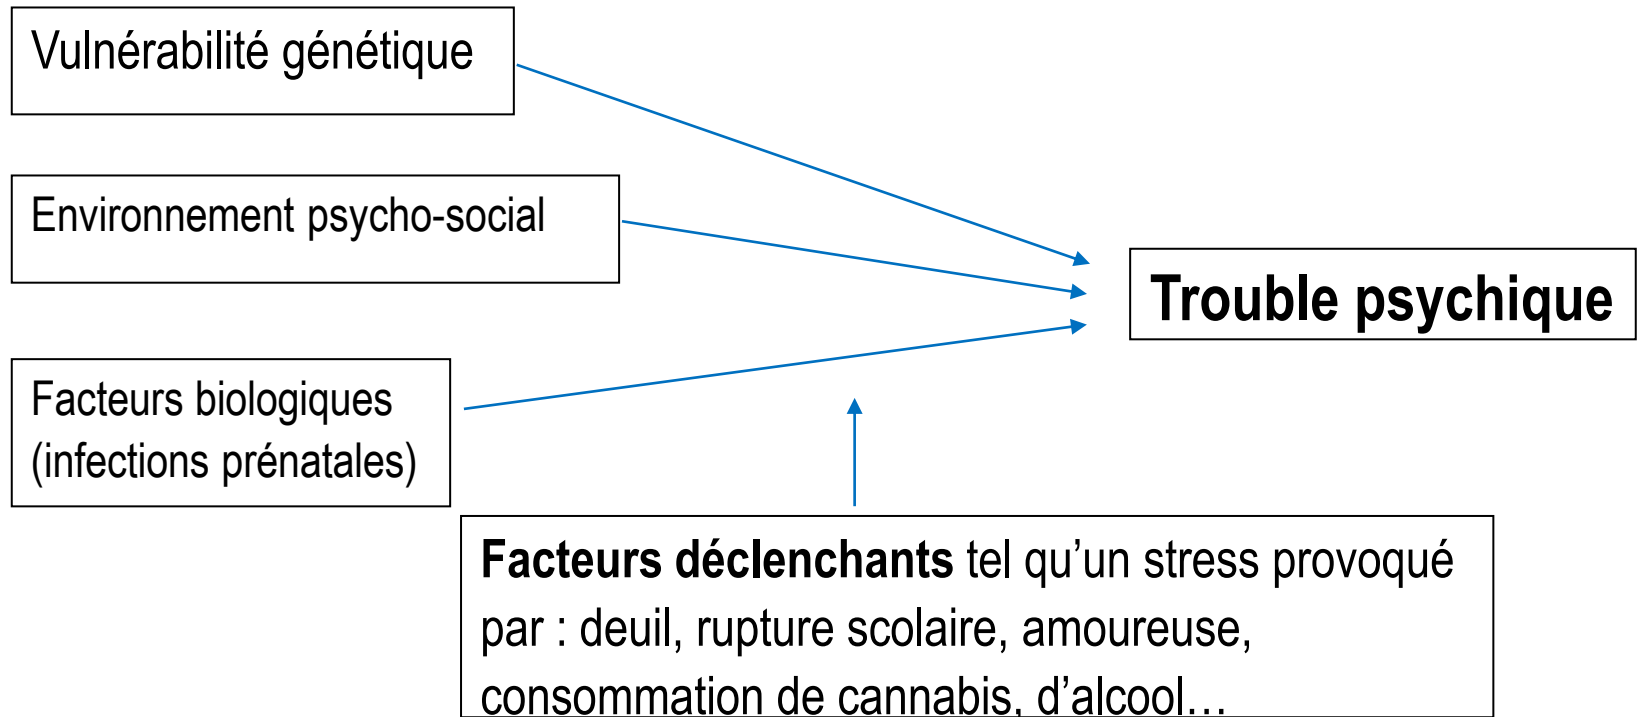 Vulnérabilité génétique
Environnement psycho-social
Trouble psychique
Facteurs biologiques
(infections prénatales)
Facteurs déclenchants tel qu’un stress provoqué
par : deuil, rupture scolaire, amoureuse,
consommation de cannabis, d’alcool…